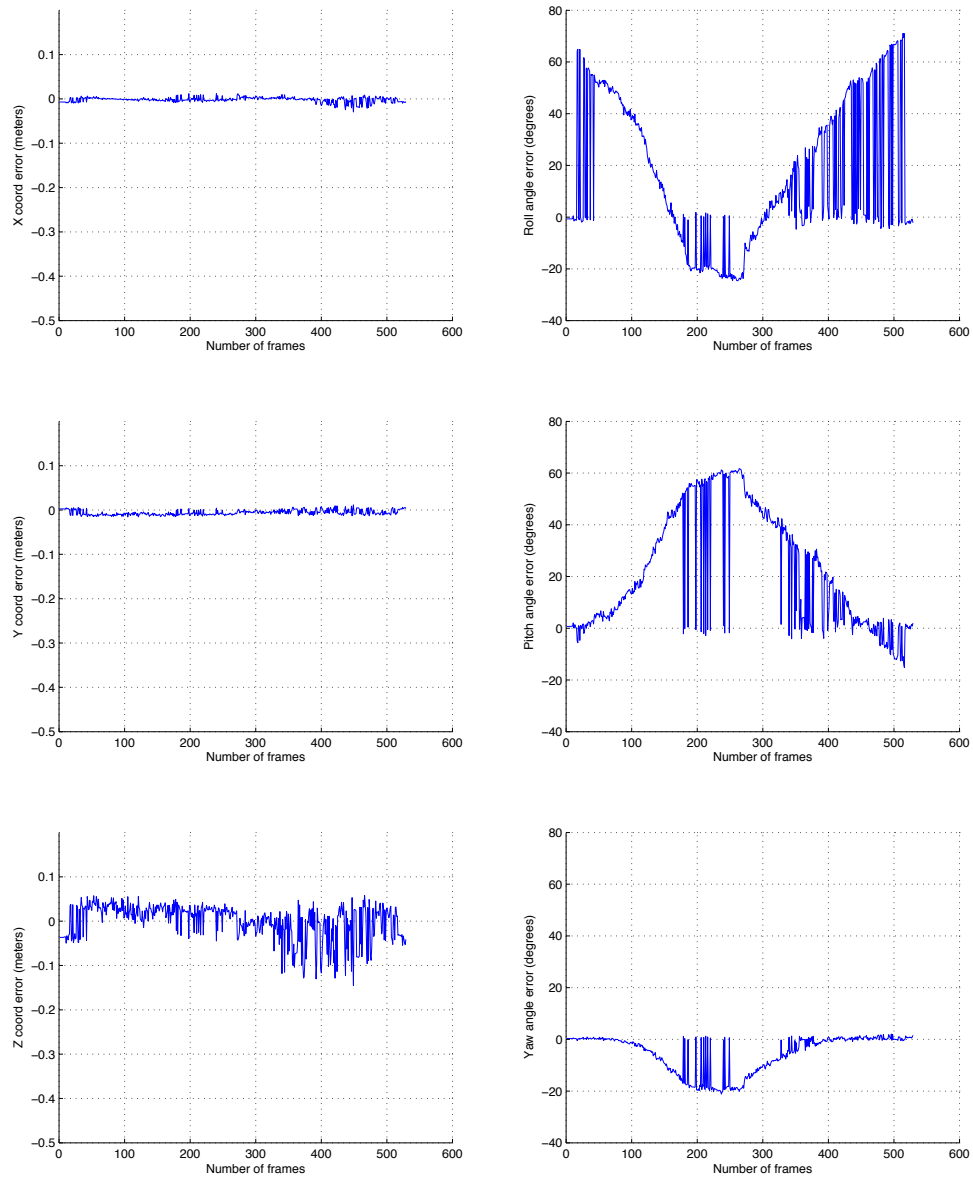 0.1
0
−0.1
−0.2
−0.3
−0.4
−0.5
0 100 200 300 400 500 600
Number of frames
X coord error (meters)
80
60
40
20
0
−20
−40
0 100 200 300 400 500 600
Number of frames
Roll angle error (degrees)
0.1
0
−0.1
−0.2
−0.3
−0.4
−0.5
0 100 200 300 400 500 600
Number of frames
Y coord error (meters)
80
60
40
20
0
−20
−40
0 100 200 300 400 500 600
Number of frames
Pitch angle error (degrees)
0.1
0
−0.1
−0.2
−0.3
−0.4
−0.5
0 100 200 300 400 500 600
Number of frames
Z coord error (meters)
80
60
40
20
0
−20
−40
0 100 200 300 400 500 600
Number of frames
Yaw angle error (degrees)